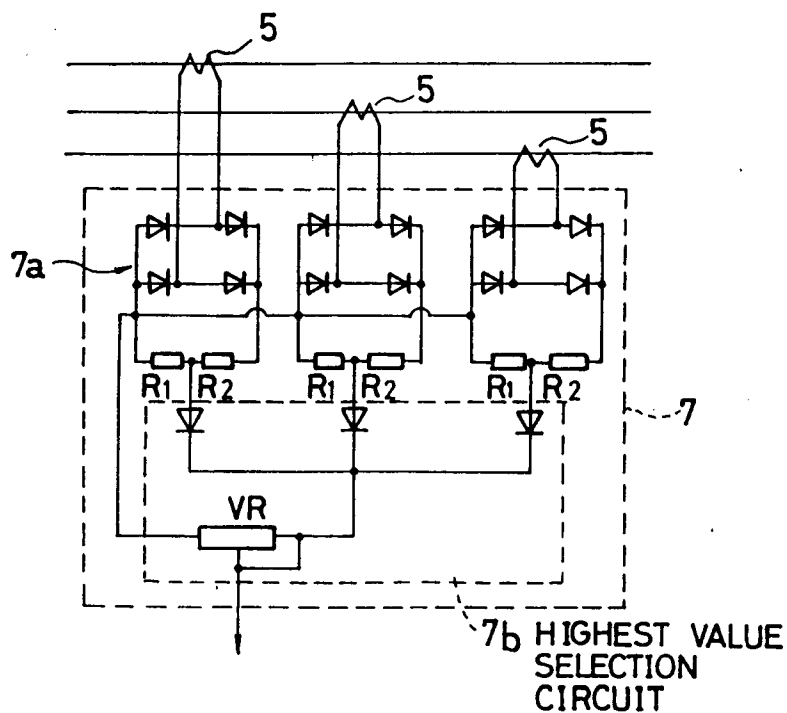 5
5
5
7a
R1 R2 R1 R2 R1 R2
7
VR
7b HIGHEST VALUE
SELECTION
CIRCUIT